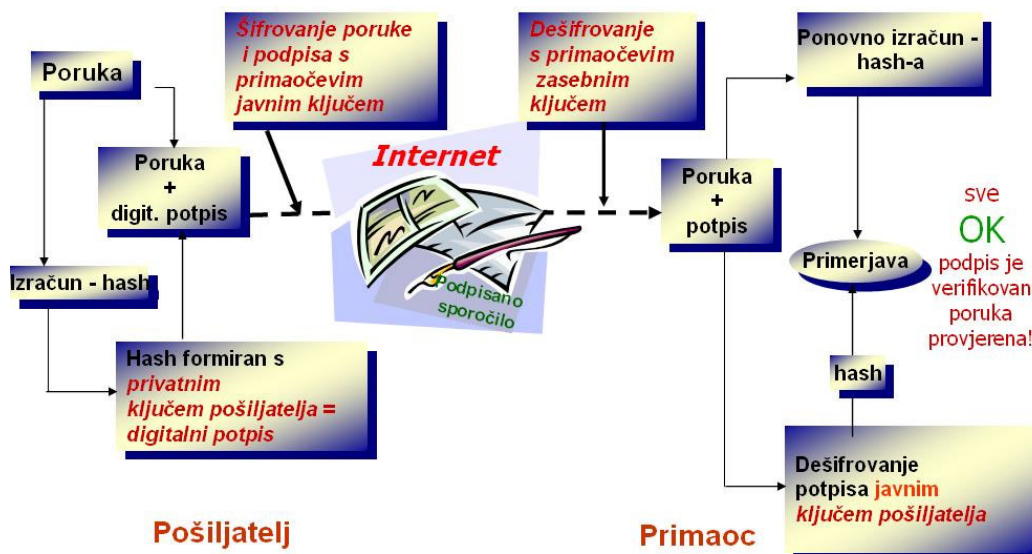 Poruka
Šifrovanje poruke
i podpisa s
primaočevim
javnim ključem
Dešifrovanje
s primaočevim
zasebnim
ključem
Ponovno izračun -
hash-a
Poruka
+
digit. potpis
Internet
Podpisano
sporočilo
Poruka
+
potpis
sve
OK
podpis je
verifikovan
poruka
provjerena!
Primerjava
Izračun - hash
Hash formiran s
privatnim
ključem pošiljatelja =
digitalni potpis
hash
Dešifrovanje
potpisa javnim
ključem pošiljatelja
Pošiljatelj
Primaoc